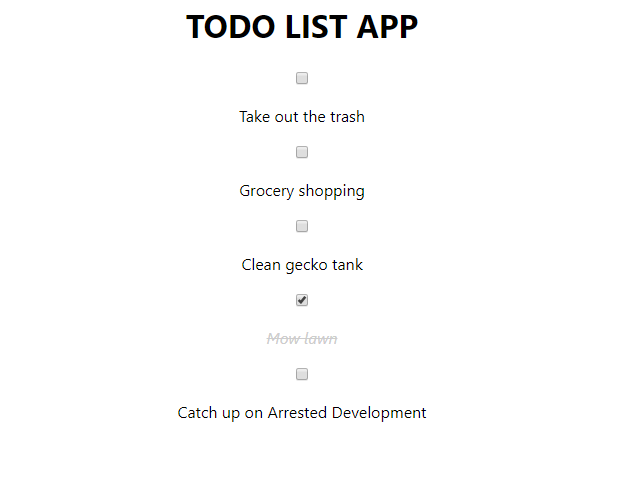 TODO LIST APP
Take out the trash
Grocery shopping
Clean gecko tank
Mow lawn
Catch up on Arrested Development